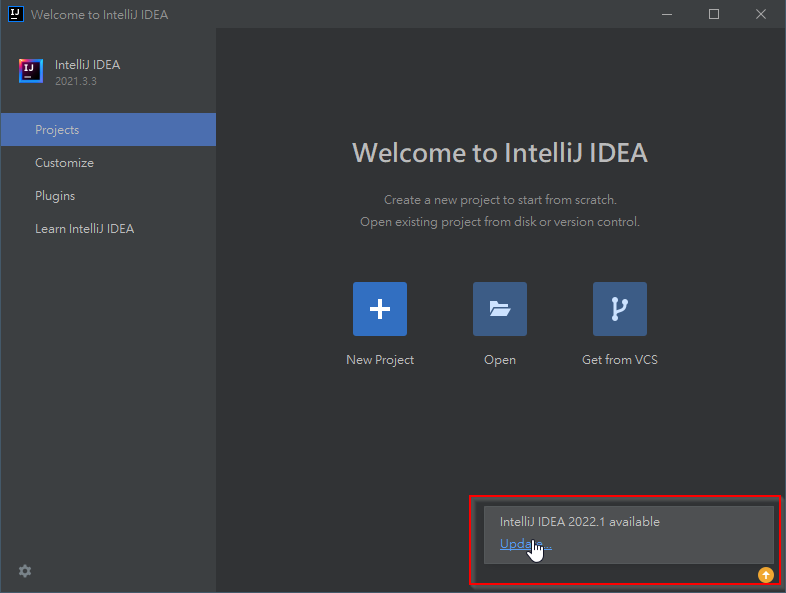 Welcome to IntelliJ IDEA
IntelliJ IDEA
2021.3.3
Projects
Customize
Plugins
Learn IntelliJ IDEA
Welcome to IntelliJ IDEA
Create a new project to start from scratch.
Open existing project from disk or version control.
New Project
Open
Get from VCS
IntelliJ IDEA 2022.1 available
Update...